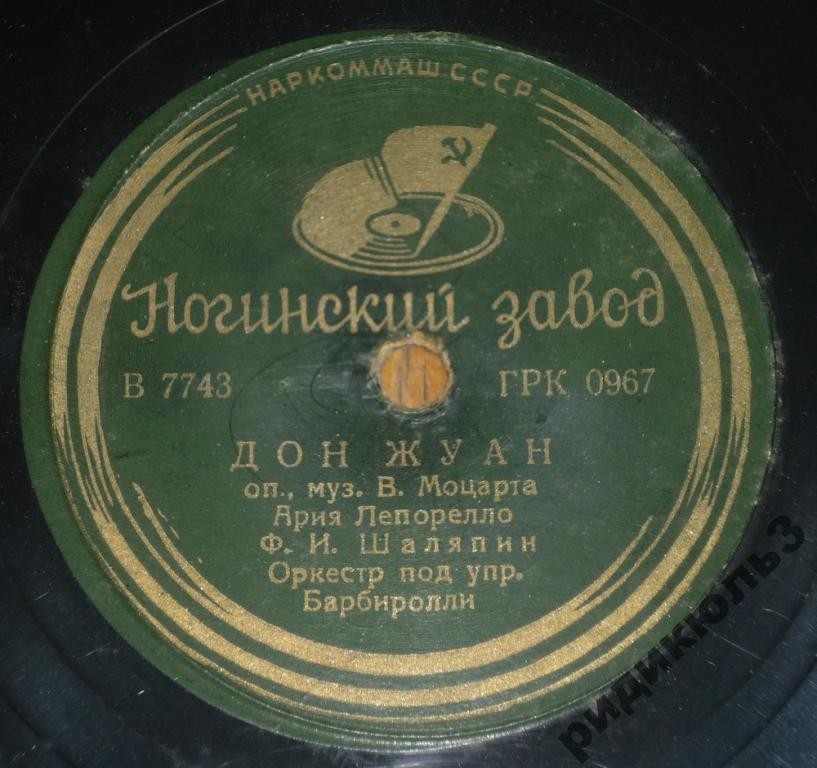 НАРКОММАШ СССР
Ногинский завод
В 7743 ГРК 0967
ДОН ЖУАН
оп., муз. В. Моцарта
Ария Лепорелло
Ф. И. Шаляпин
Оркестр под упр.
Барбиролли
ридикюль3